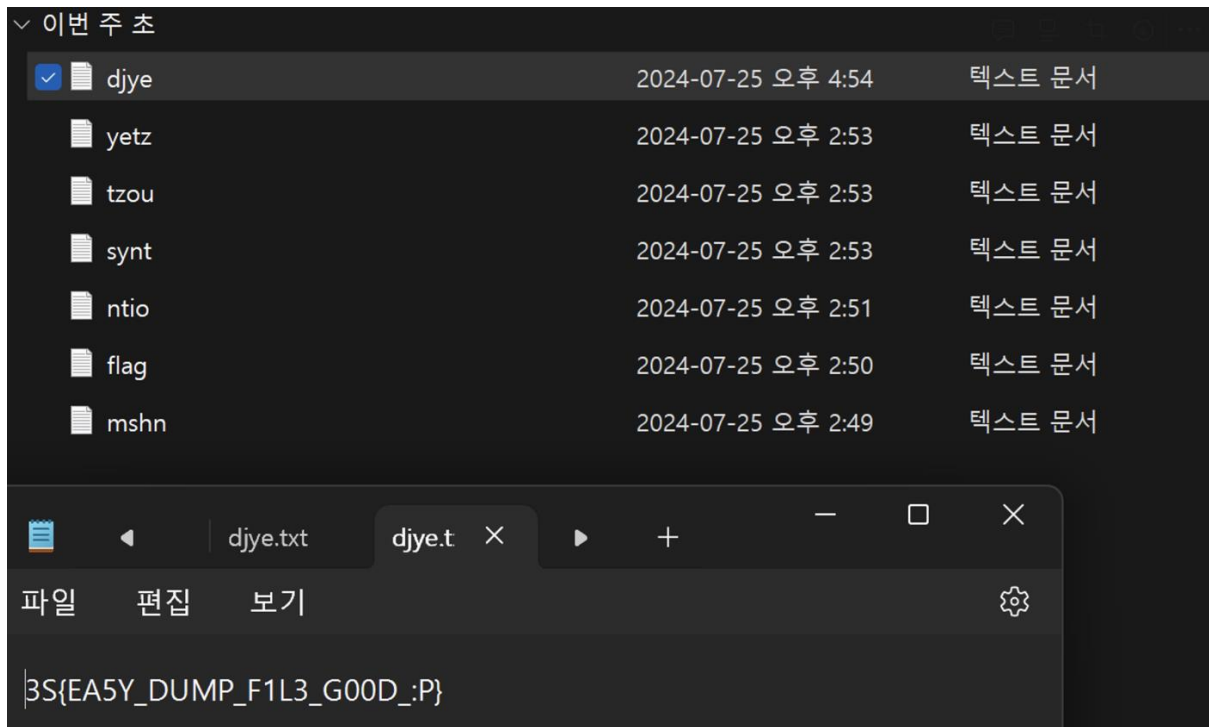 이번 주 초
djye 2024-07-25 오후 4:54 텍스트 문서
yetz 2024-07-25 오후 2:53 텍스트 문서
tzou 2024-07-25 오후 2:53 텍스트 문서
synt 2024-07-25 오후 2:53 텍스트 문서
ntio 2024-07-25 오후 2:51 텍스트 문서
flag 2024-07-25 오후 2:50 텍스트 문서
mshn 2024-07-25 오후 2:49 텍스트 문서
djye.txt djye.t
파일 편집 보기
3S{EA5Y_DUMP_F1L3_G00D_:P}